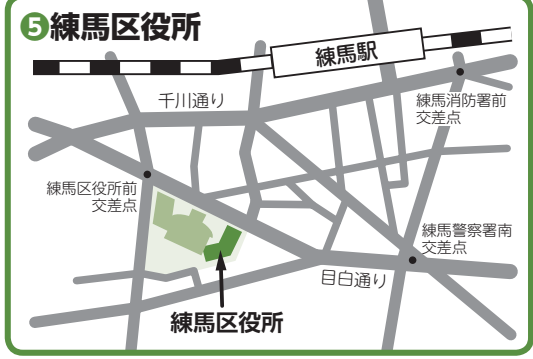 ❺練馬区役所
練馬駅
千川通り
練馬消防署前
交差点
練馬区役所前
交差点
練馬警察署南
交差点
目白通り
練馬区役所